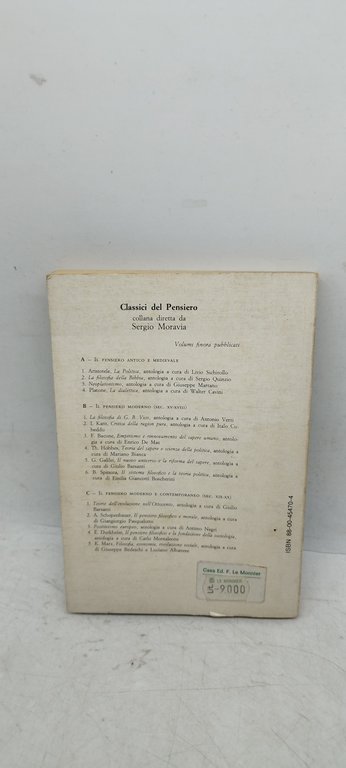 Classici del Pensiero
collana diretta da
Sergio Moravia
Volumi finora pubblicati
A – IL PENSIERO ANTICO E MEDIEVALE
1. Aristotele, La Politica, antologia a cura di Livio Sichirollo
2. La filosofia della Bibbia, antologia a cura di Sergio Quinzio
3. Neoplatonismo, antologia a cura di Giuseppe Martano
4. Platone, La dialettica, antologia a cura di Walter Cavini
B – IL PENSIERO MODERNO (SEC. XV-XVIII)
1. La filosofia di G. B. Vico, antologia a cura di Antonio Verri
2. I. Kant, Critica della ragion pura, antologia a cura di Italo Cu
beddu
3. F. Bacone, Empirismo e rinnovamento del sapere umano, antolo-
gia a cura di Enrico De Mas
4. Th. Hobbes, Teoria del sapere e scienza della politica, antologia a
cura di Mariano Bianca
5. G. Galilei, Il nuovo universo e la riforma del sapere, antologia a cura
di Giulio Barsanti
6. B. Spinoza, Il sistema filosofico e la teoria politica, antologia a
cura di Emilia Giancotti Boscherini
C – IL PENSIERO MODERNO E CONTEMPORANEO (SEC. XIX-XX)
1. Teorie dell'evoluzione nell'Ottocento, antologia a cura di Giulio
Barsanti
2. A. Schopenhauer, Il pensiero filosofico e morale, antologia a cura
di Giangiorgio Pasqualotto
3. Positivismo europeo, antologia a cura di Antimo Negri
4. E. Durkheim, Il pensiero filosofico e la fondazione della sociologia,
antologia a cura di Carlo Montaleone
5. K. Marx, Filosofia, economia, rivoluzione sociale, antologia a cura
di Giuseppe Bedeschi e Luciano Albanese
Casa Ed. F. Le Monnier
LE MONNIER
9000
ISBN 88-00-45470-4